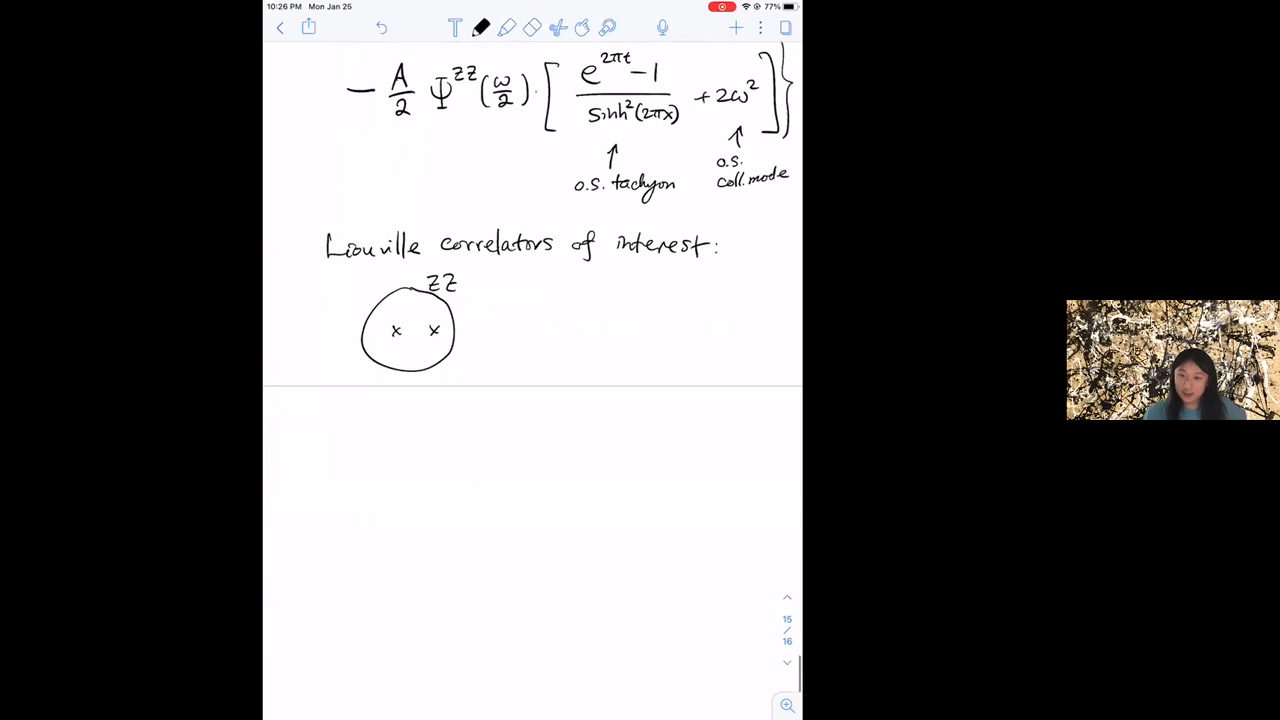 10:26 PM Mon Jan 25
77%
− A/2 Ψ^ZZ(ω/2) · [ (e^{2πt} − 1)/(sinh²(2πx)) + 2ω² ] }
↑ ↑
o.s. tachyon
o.s. coll. mode
Liouville correlators of interest:
ZZ
x x
15
/
16